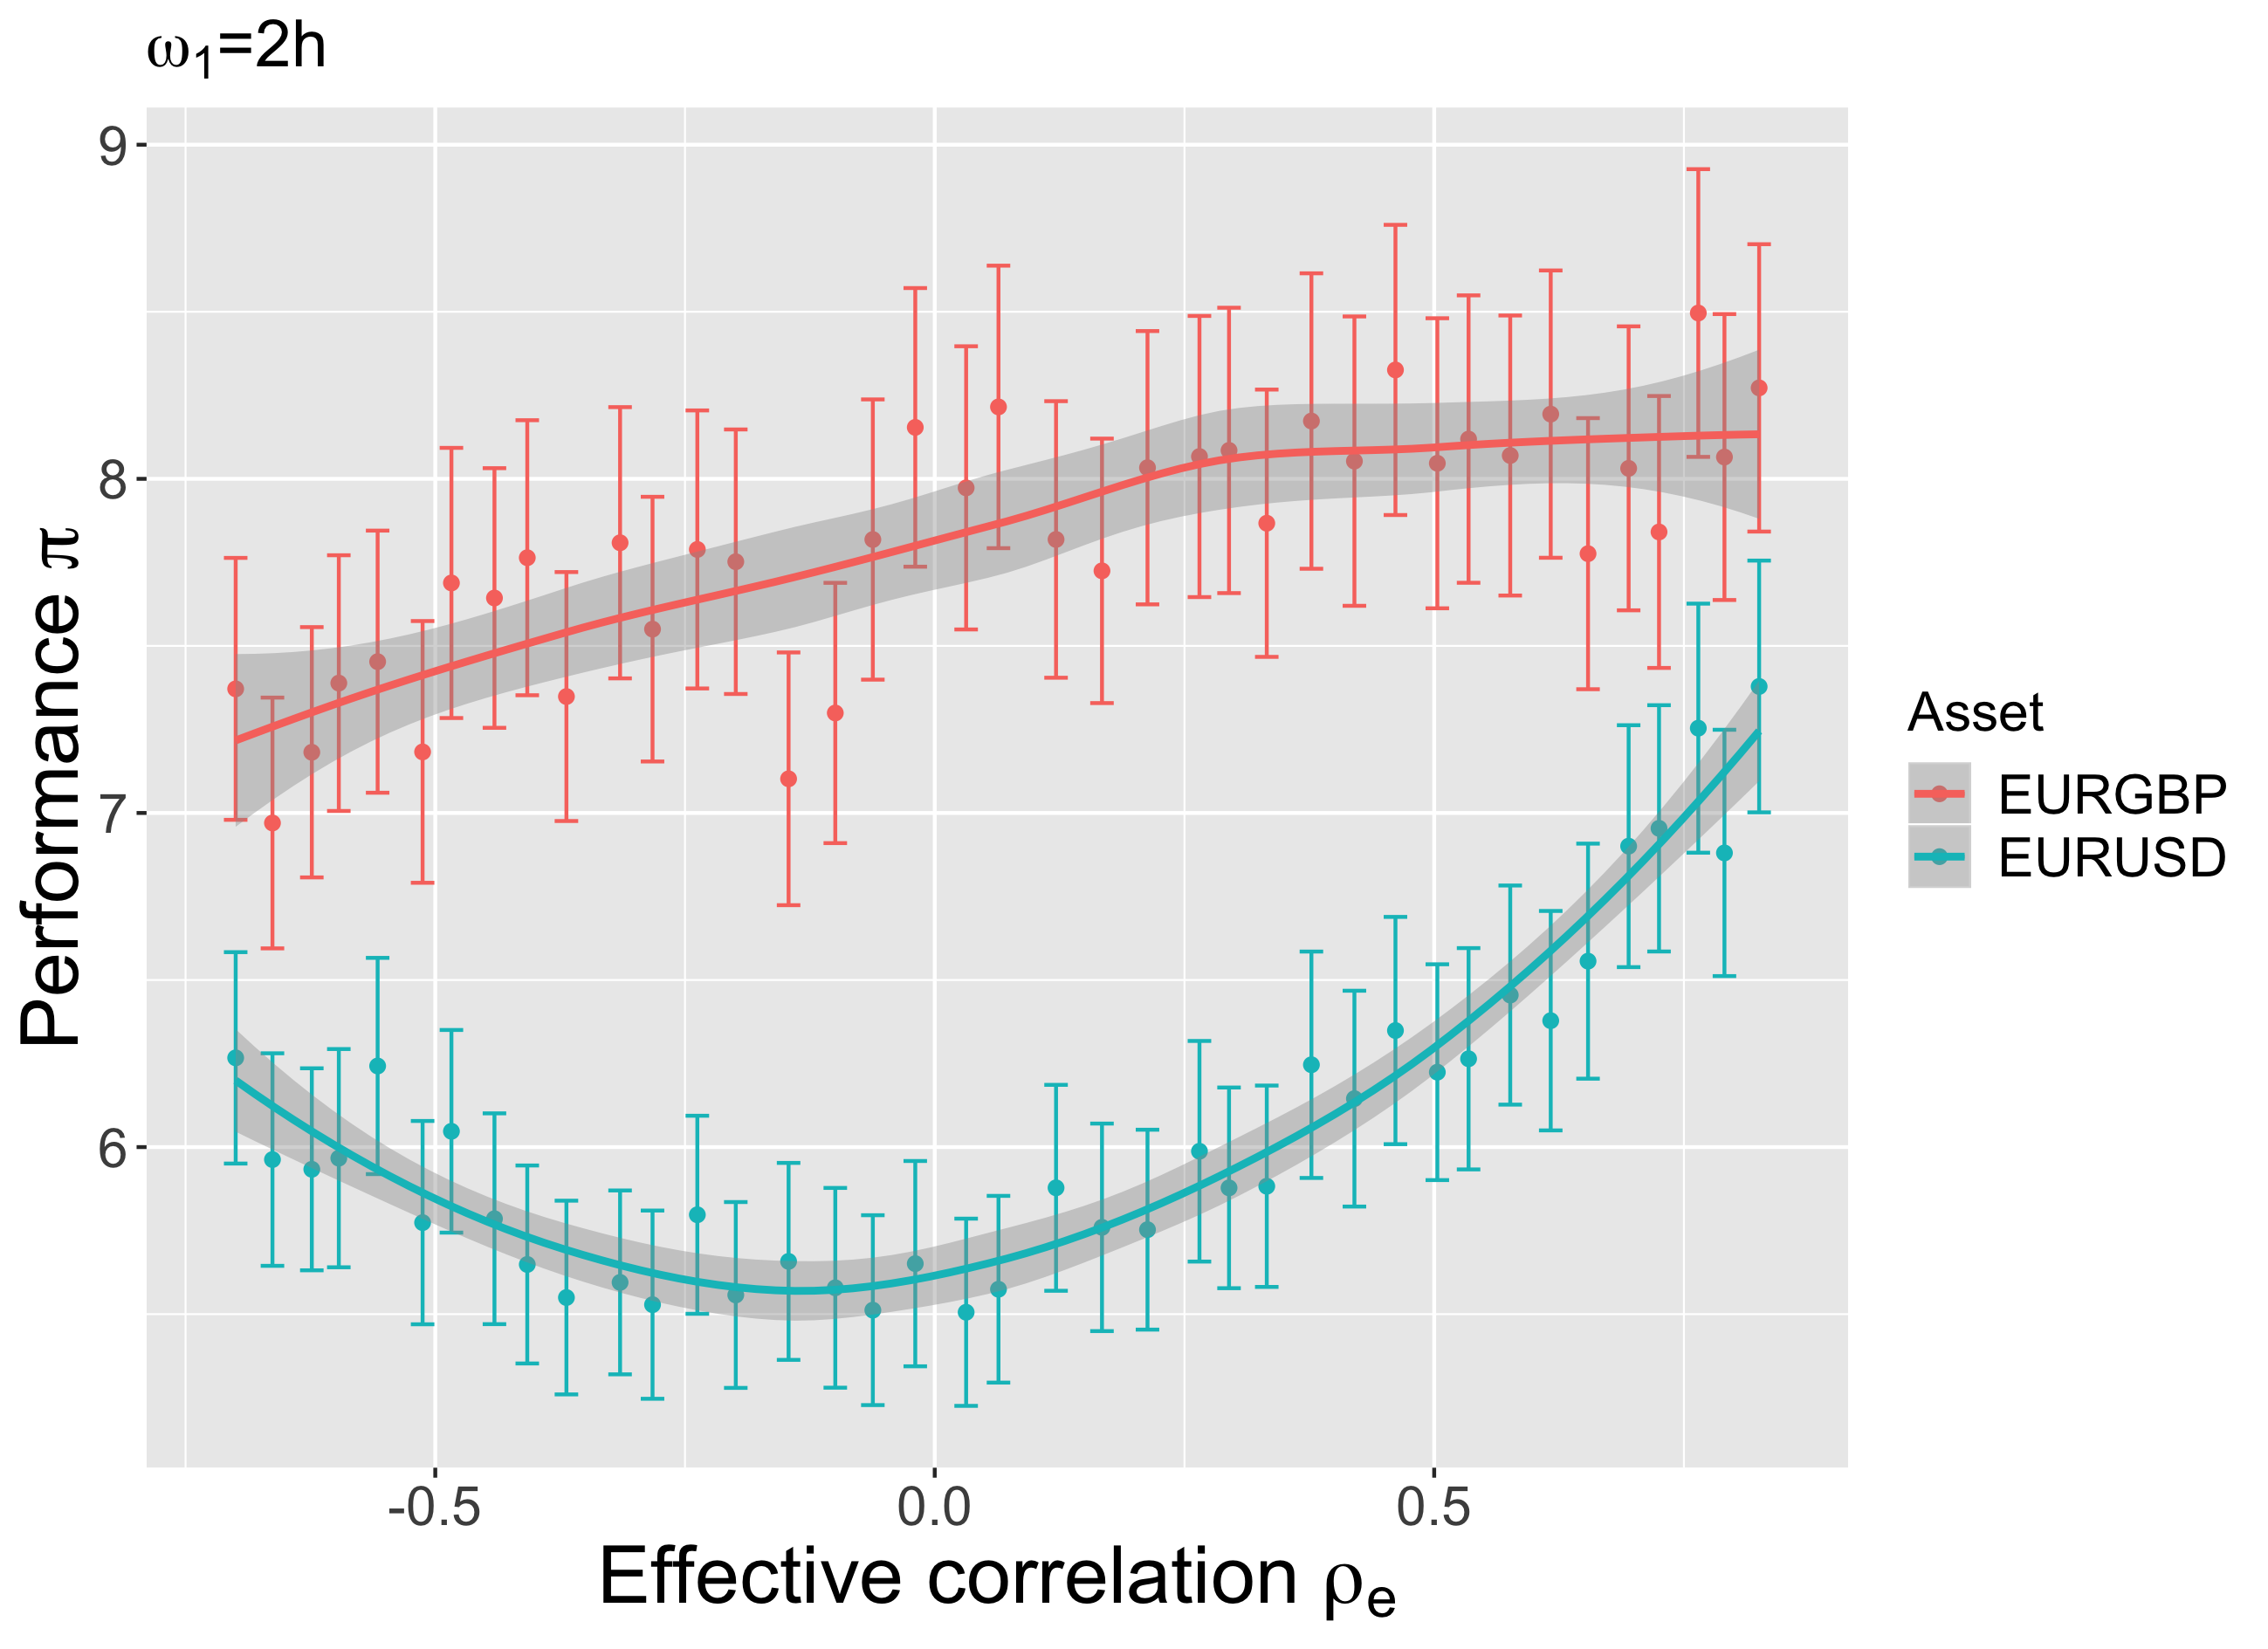 ω₁=2h
Performance π
9
8
7
6
-0.5
0.0
0.5
Effective correlation ρₑ
Asset
EURGBP
EURUSD